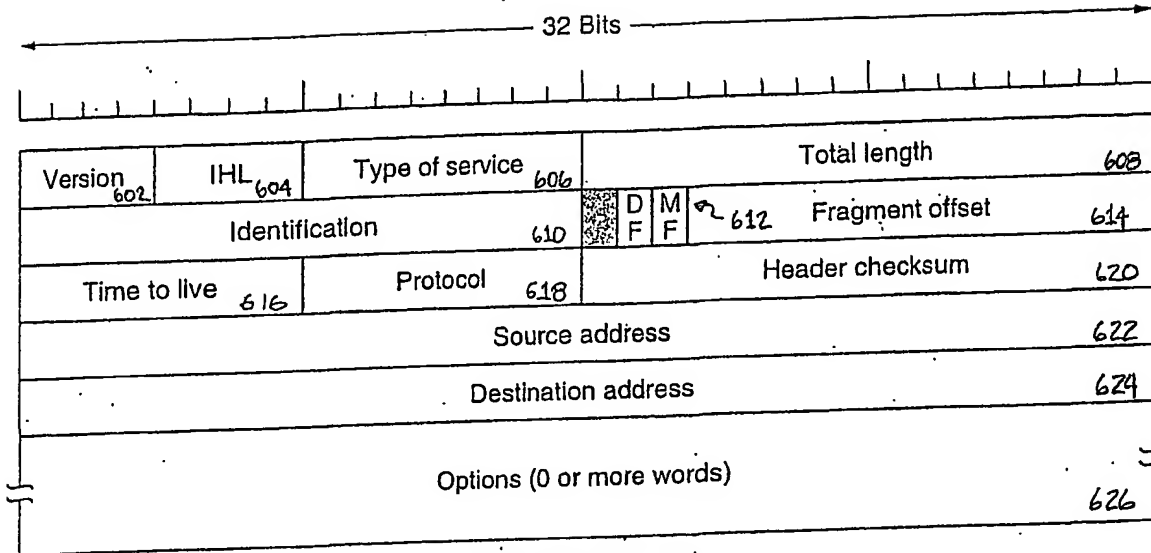 32 Bits
Version 602 IHL 604 Type of service 606 Total length 608
Identification 610 DF MF 612 Fragment offset 614
Time to live 616 Protocol 618 Header checksum 620
Source address 622
Destination address 624
Options (0 or more words) 626